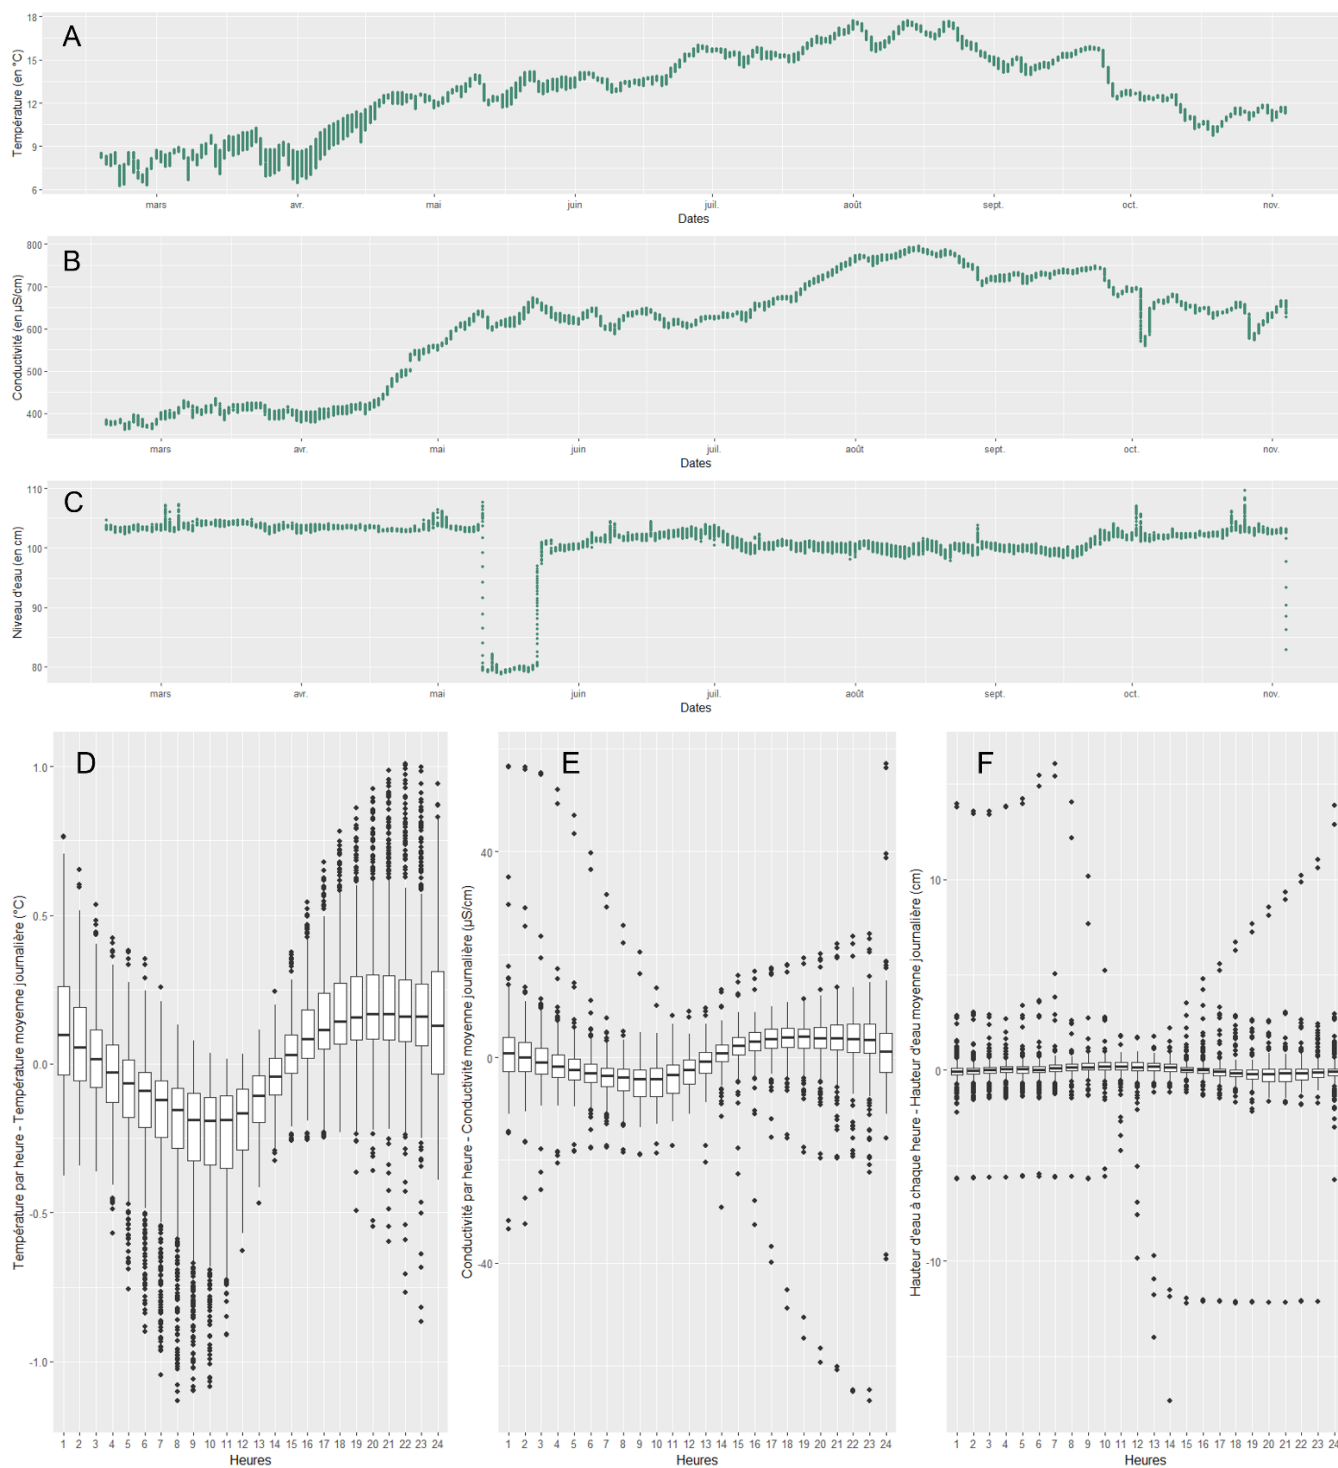 A
Température (en °C)
18
15
12
9
6
mars avr. mai juin juil. août sept. oct. nov.
Dates
B
Conductivité (en µS/cm)
800
700
600
500
400
mars avr. mai juin juil. août sept. oct. nov.
Dates
C
Niveau d'eau (en cm)
110
100
90
80
mars avr. mai juin juil. août sept. oct. nov.
Dates
D
Température par heure - Température moyenne journalière (°C)
1.0
0.5
0.0
-0.5
-1.0
1 2 3 4 5 6 7 8 9 10 11 12 13 14 15 16 17 18 19 20 21 22 23 24
Heures
E
Conductivité par heure - Conductivité moyenne journalière (µS/cm)
40
0
-40
1 2 3 4 5 6 7 8 9 10 11 12 13 14 15 16 17 18 19 20 21 22 23 24
Heures
F
Hauteur d'eau à chaque heure - Hauteur d'eau moyenne journalière (cm)
10
0
-10
1 2 3 4 5 6 7 8 9 10 11 12 13 14 15 16 17 18 19 20 21 22 23 24
Heures